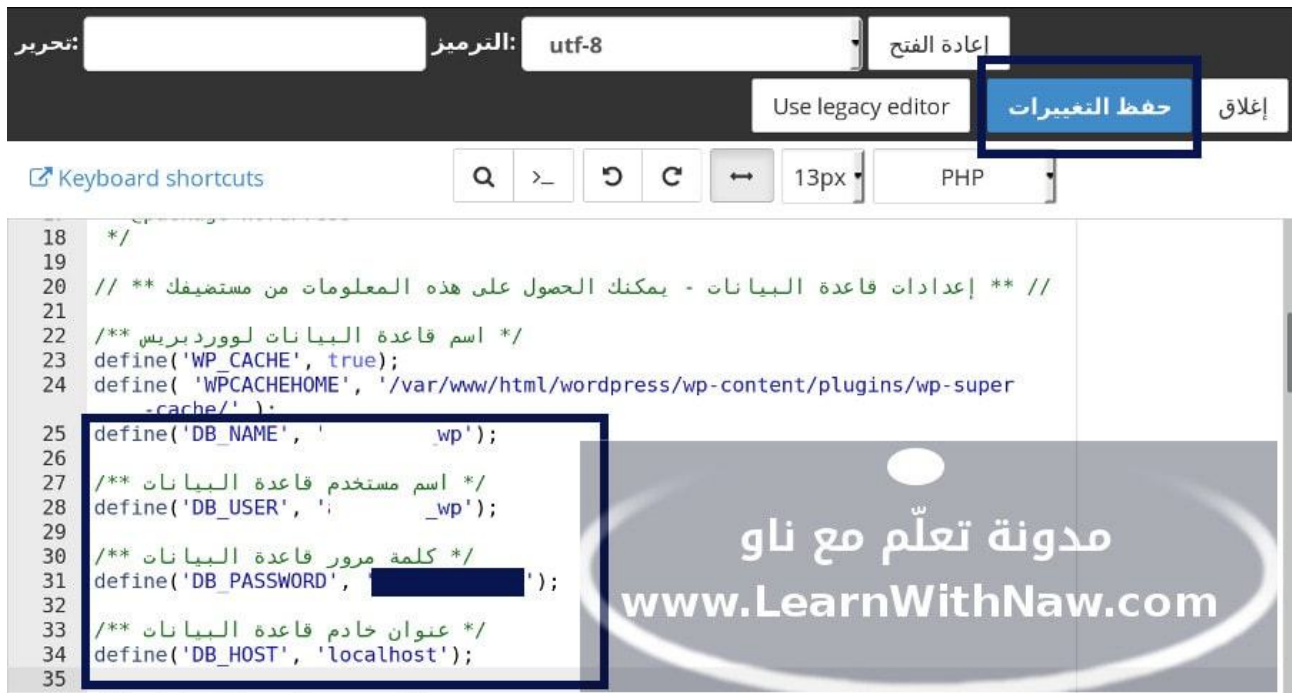 تحرير: الترميز: utf-8 إعادة الفتح
Use legacy editor حفظ التغييرات إغلاق
Keyboard shortcuts >_ 13px PHP
18 */
19
20 // ** إعدادات قاعدة البيانات - يمكنك الحصول على هذه المعلومات من مستضيفك ** //
21
22 /** اسم قاعدة البيانات لووردبريس */
23 define('WP_CACHE', true);
24 define( 'WPCACHEHOME', '/var/www/html/wordpress/wp-content/plugins/wp-super
-cache/' );
25 define('DB_NAME', ' _wp');
26
27 /** اسم مستخدم قاعدة البيانات */
28 define('DB_USER', ' _wp');
29
30 /** كلمة مرور قاعدة البيانات */
31 define('DB_PASSWORD', ' ');
32
33 /** عنوان خادم قاعدة البيانات */
34 define('DB_HOST', 'localhost');
35
مدونة تعلّم مع ناو
www.LearnWithNaw.com